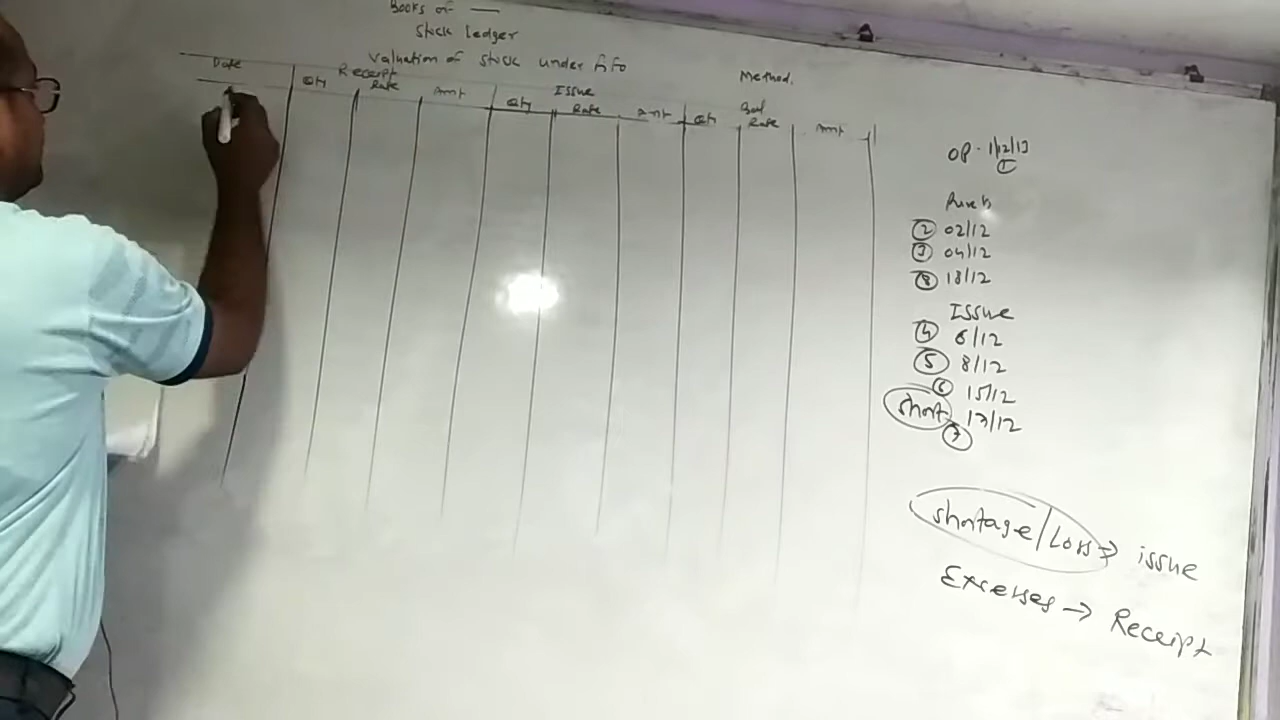 Books of —
Stock ledger
Valuation of stock under fifo Method.
Date Receipt Issue Bal
Qty Rate Amt Qty Rate Amt Qty Rate Amt
OP - 1/12/13
①
② 02/12
③ 04/12
⑧ 18/12
Issue
④ 6/12
⑤ 8/12
⑥ 15/12
short 17/12
⑦
shortage/Loss → issue
Exserses → Receipt